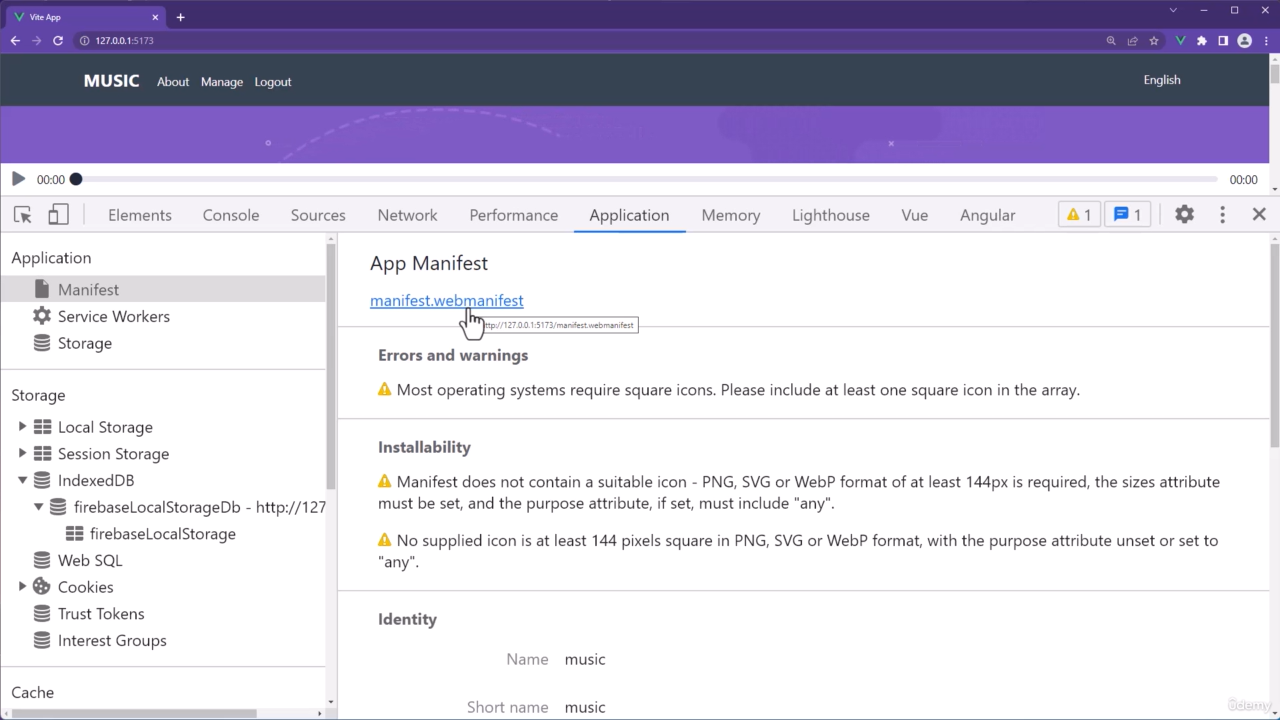 Vite App
127.0.0.1:5173
MUSIC About Manage Logout English
00:00 00:00
Elements Console Sources Network Performance Application Memory Lighthouse Vue Angular 1 1
Application
Manifest
Service Workers
Storage
Storage
Local Storage
Session Storage
IndexedDB
firebaseLocalStorageDb - http://127
firebaseLocalStorage
Web SQL
Cookies
Trust Tokens
Interest Groups
Cache
App Manifest
manifest.webmanifest
ttp://127.0.0.1:5173/manifest.webmanifest
Errors and warnings
Most operating systems require square icons. Please include at least one square icon in the array.
Installability
Manifest does not contain a suitable icon - PNG, SVG or WebP format of at least 144px is required, the sizes attribute
must be set, and the purpose attribute, if set, must include "any".
No supplied icon is at least 144 pixels square in PNG, SVG or WebP format, with the purpose attribute unset or set to
"any".
Identity
Name music
Short name music
ûdemy